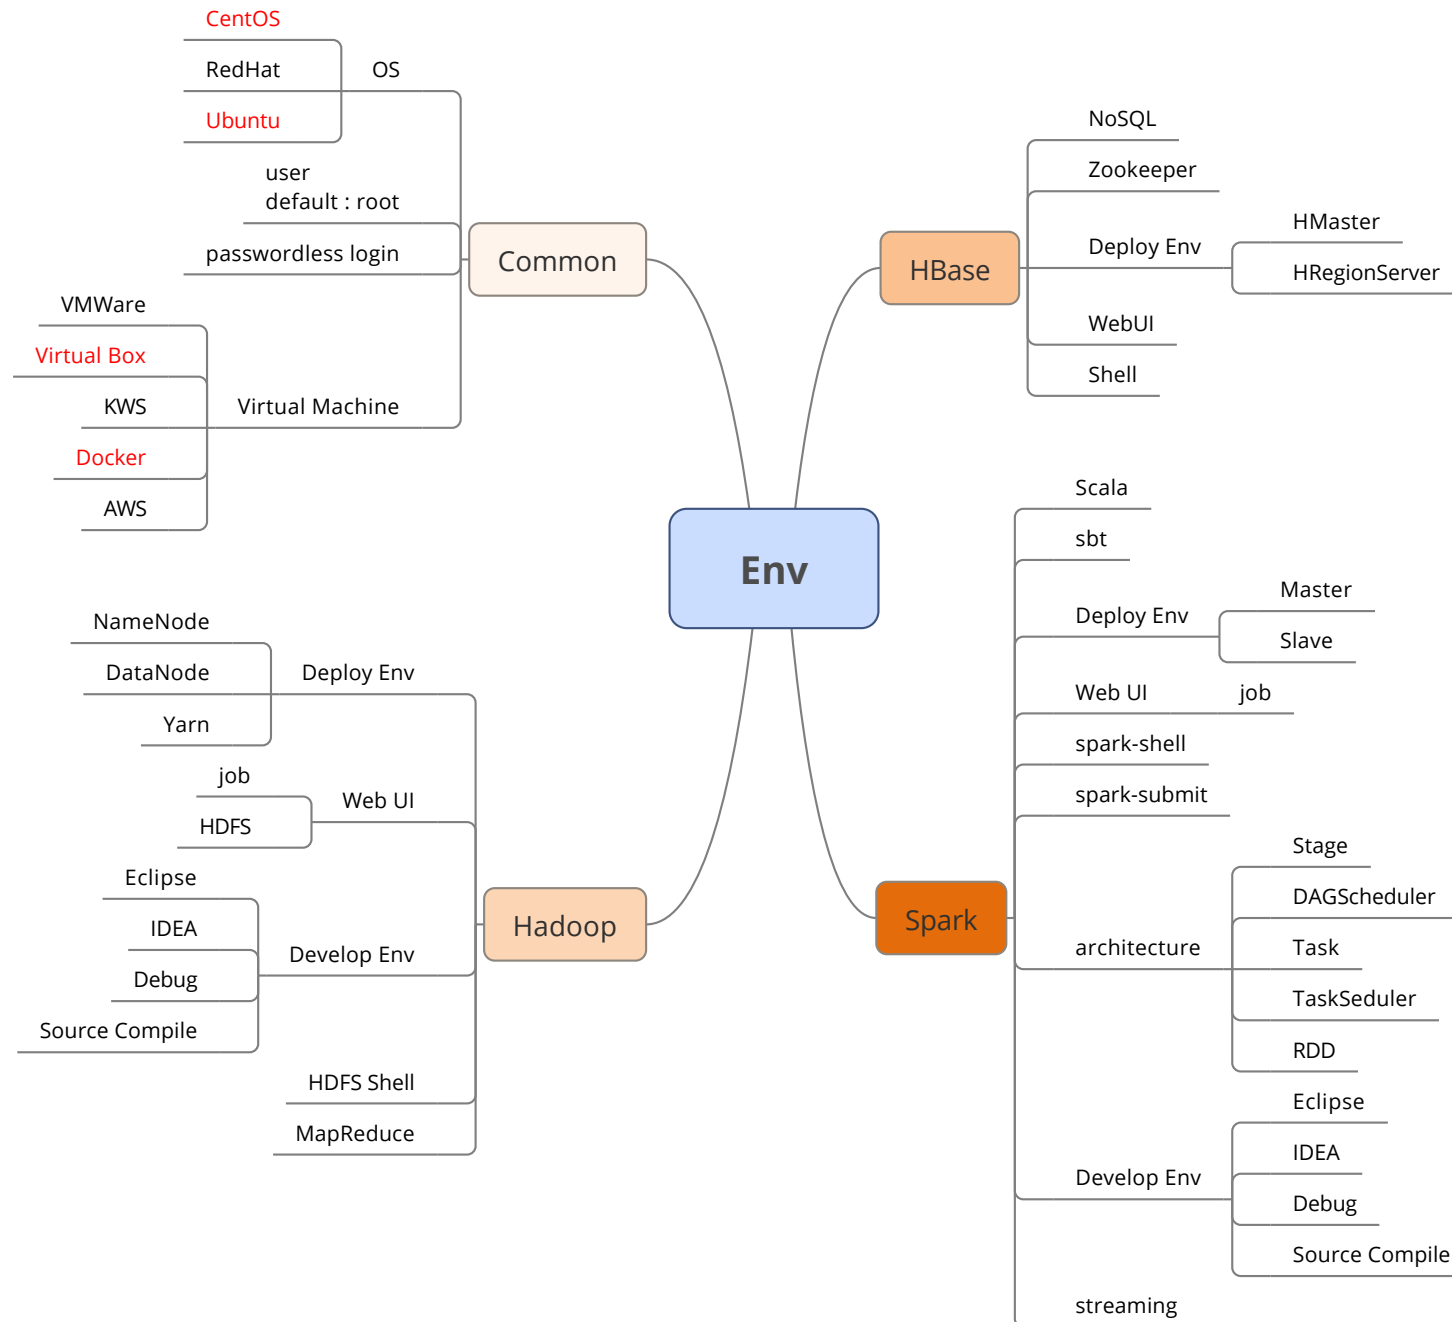 Env
Common
OS
CentOS
RedHat
Ubuntu
user
default : root
passwordless login
Virtual Machine
VMWare
Virtual Box
KWS
Docker
AWS
Hadoop
Deploy Env
NameNode
DataNode
Yarn
Web UI
job
HDFS
Develop Env
Eclipse
IDEA
Debug
Source Compile
HDFS Shell
MapReduce
HBase
NoSQL
Zookeeper
Deploy Env
HMaster
HRegionServer
WebUI
Shell
Spark
Scala
sbt
Deploy Env
Master
Slave
Web UI
job
spark-shell
spark-submit
architecture
Stage
DAGScheduler
Task
TaskSeduler
RDD
Develop Env
Eclipse
IDEA
Debug
Source Compile
streaming